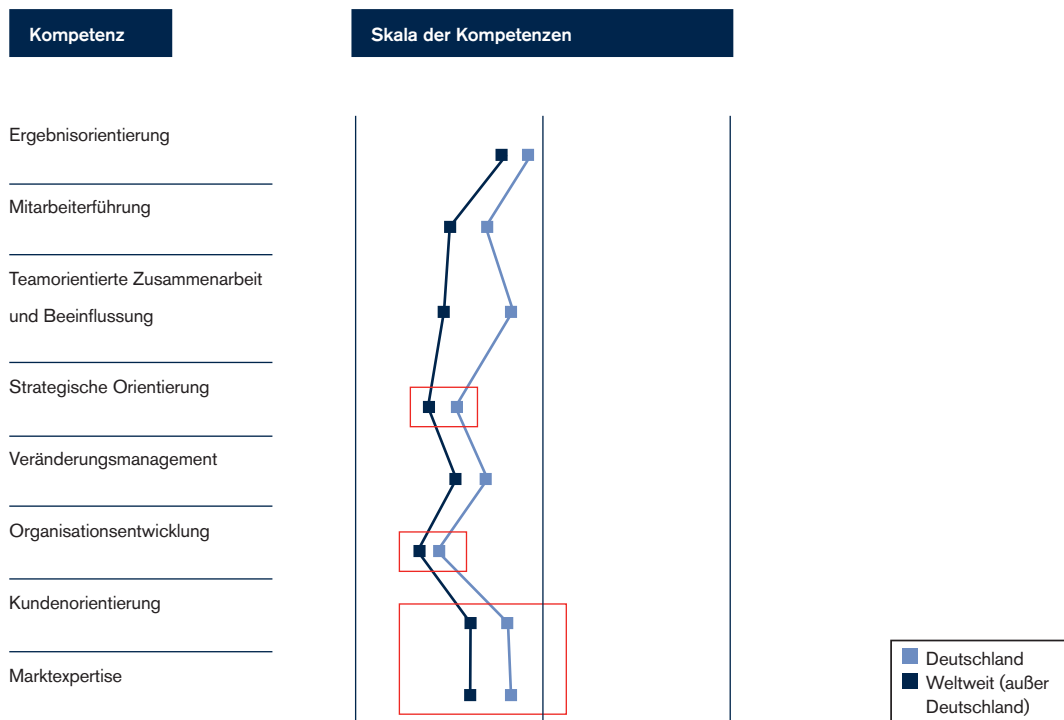 Kompetenz
Skala der Kompetenzen
Ergebnisorientierung
Mitarbeiterführung
Teamorientierte Zusammenarbeit
und Beeinflussung
Strategische Orientierung
Veränderungsmanagement
Organisationsentwicklung
Kundenorientierung
Marktexpertise
Deutschland
Weltweit (außer
Deutschland)